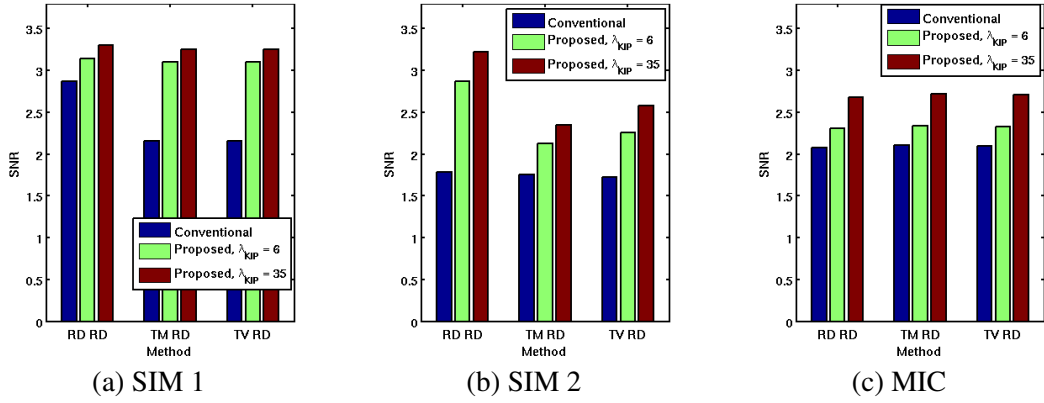 3.5
3
2.5
2
1.5
1
0.5
0
SNR
Conventional
Proposed, λKIP = 6
Proposed, λKIP = 35
RD RD TM RD TV RD
Method
(a) SIM 1
3.5
3
2.5
2
1.5
1
0.5
0
SNR
Conventional
Proposed, λKIP = 6
Proposed, λKIP = 35
RD RD TM RD TV RD
Method
(b) SIM 2
3.5
3
2.5
2
1.5
1
0.5
0
SNR
Conventional
Proposed, λKIP = 6
Proposed, λKIP = 35
RD RD TM RD TV RD
Method
(c) MIC